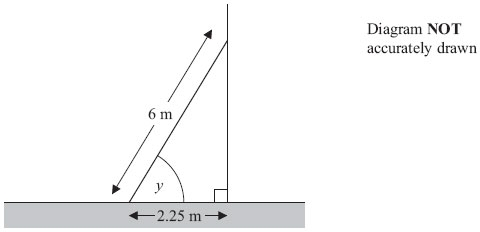 Diagram NOT
accurately drawn
6 m
y
2.25 m